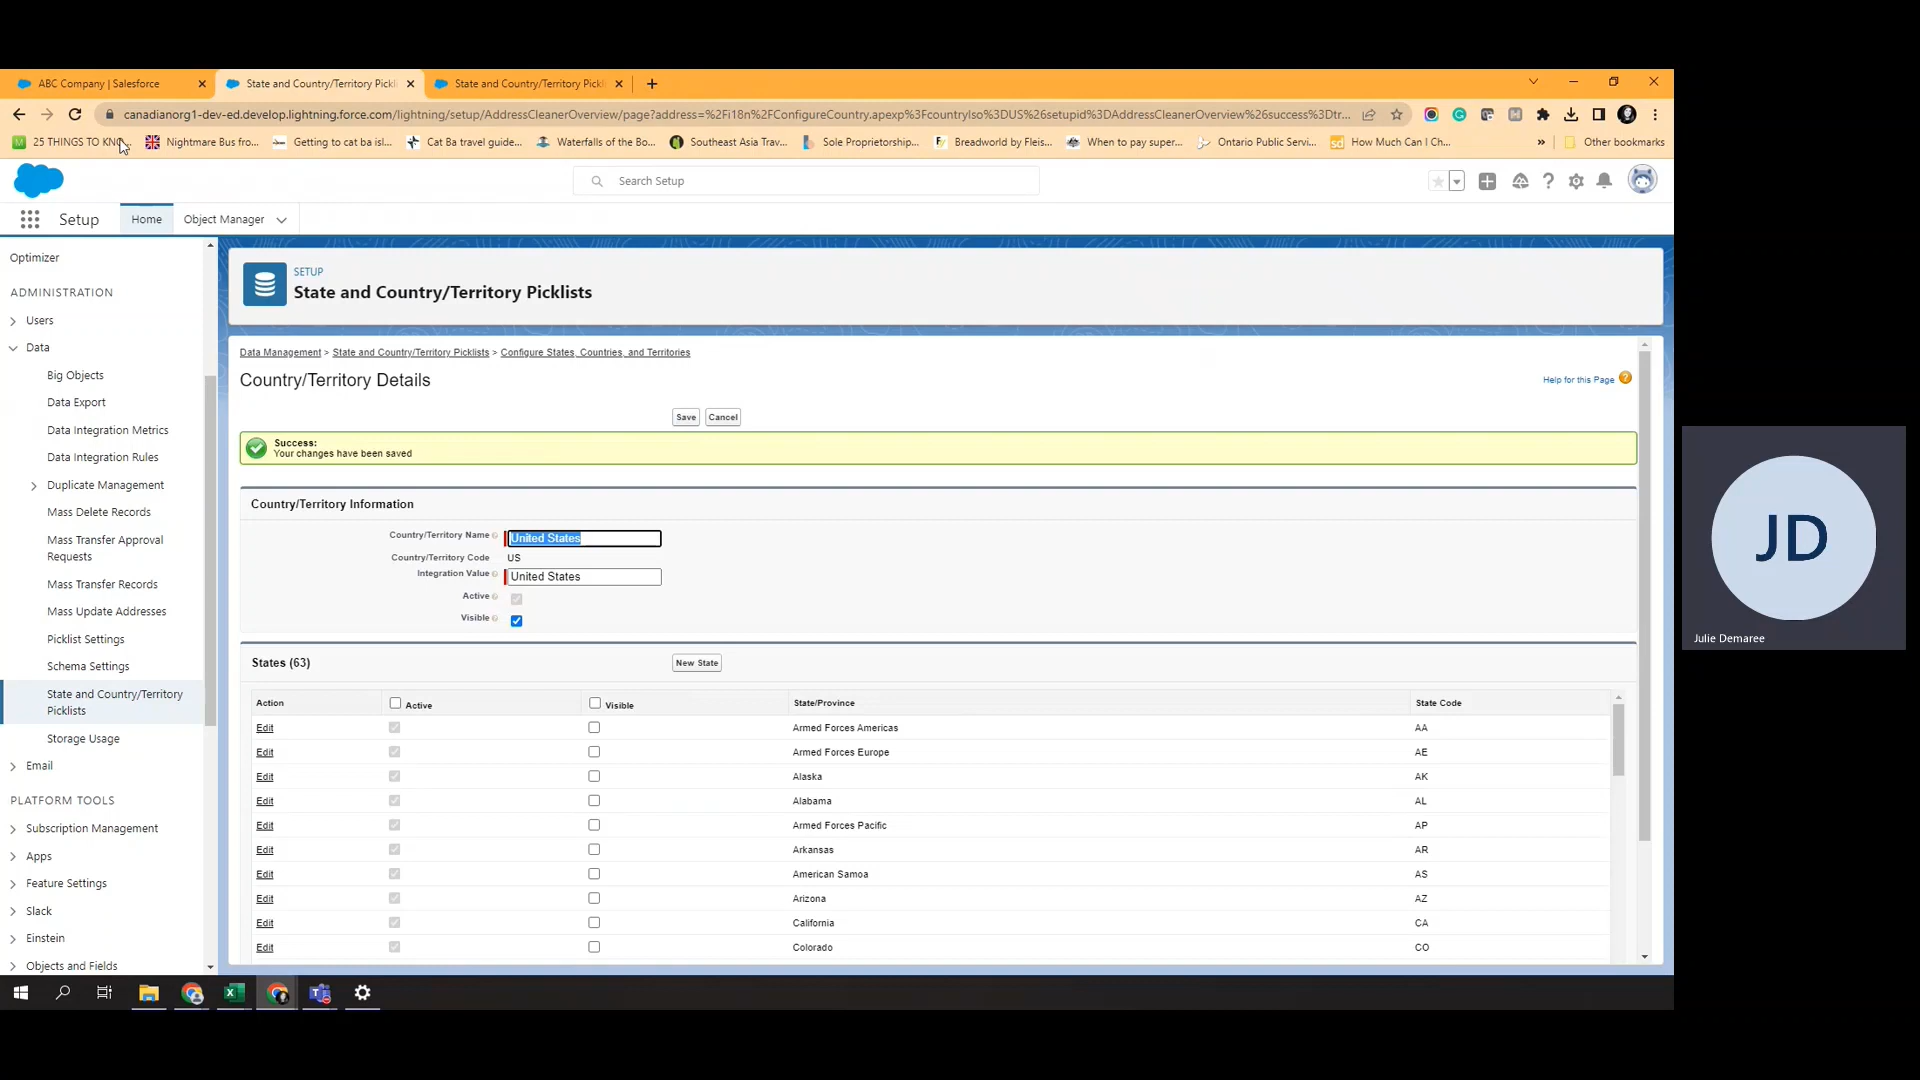 ABC Company | Salesforce
State and Country/Territory Pickl
State and Country/Territory Pickl
canadianorg1-dev-ed.develop.lightning.force.com/lightning/setup/AddressCleanerOverview/page?address=%2Fi18n%2FConfigureCountry.apexp%3FcountryIso%3DUS%26setupid%3DAddressCleanerOverview%26success%3Dtr...
25 THINGS TO KNO...
Nightmare Bus fro...
Getting to cat ba isl...
Cat Ba travel guide...
Waterfalls of the Bo...
Southeast Asia Trav...
Sole Proprietorship...
Breadworld by Fleis...
When to pay super...
Ontario Public Servi...
How Much Can I Ch...
»
Other bookmarks
Search Setup
Setup
Home
Object Manager
Optimizer
ADMINISTRATION
Users
Data
Big Objects
Data Export
Data Integration Metrics
Data Integration Rules
Duplicate Management
Mass Delete Records
Mass Transfer Approval
Requests
Mass Transfer Records
Mass Update Addresses
Picklist Settings
Schema Settings
State and Country/Territory
Picklists
Storage Usage
Email
PLATFORM TOOLS
Subscription Management
Apps
Feature Settings
Slack
Einstein
Objects and Fields
SETUP
State and Country/Territory Picklists
Data Management > State and Country/Territory Picklists > Configure States, Countries, and Territories
Country/Territory Details
Help for this Page ?
Save Cancel
Success:
Your changes have been saved
Country/Territory Information
Country/Territory Name United States
Country/Territory Code US
Integration Value United States
Active
Visible
States (63) New State
Action Active Visible State/Province State Code
Edit Armed Forces Americas AA
Edit Armed Forces Europe AE
Edit Alaska AK
Edit Alabama AL
Edit Armed Forces Pacific AP
Edit Arkansas AR
Edit American Samoa AS
Edit Arizona AZ
Edit California CA
Edit Colorado CO
JD
Julie Demaree